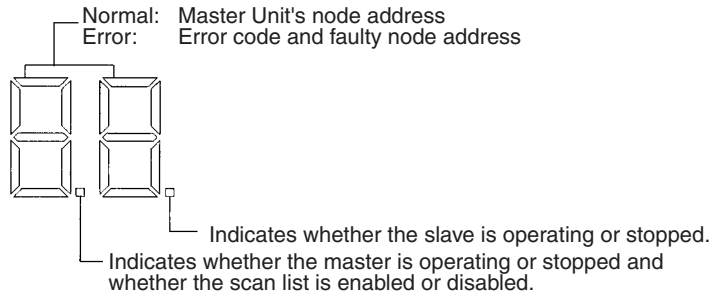 Normal: Master Unit's node address
Error: Error code and faulty node address
Indicates whether the slave is operating or stopped.
Indicates whether the master is operating or stopped and
whether the scan list is enabled or disabled.